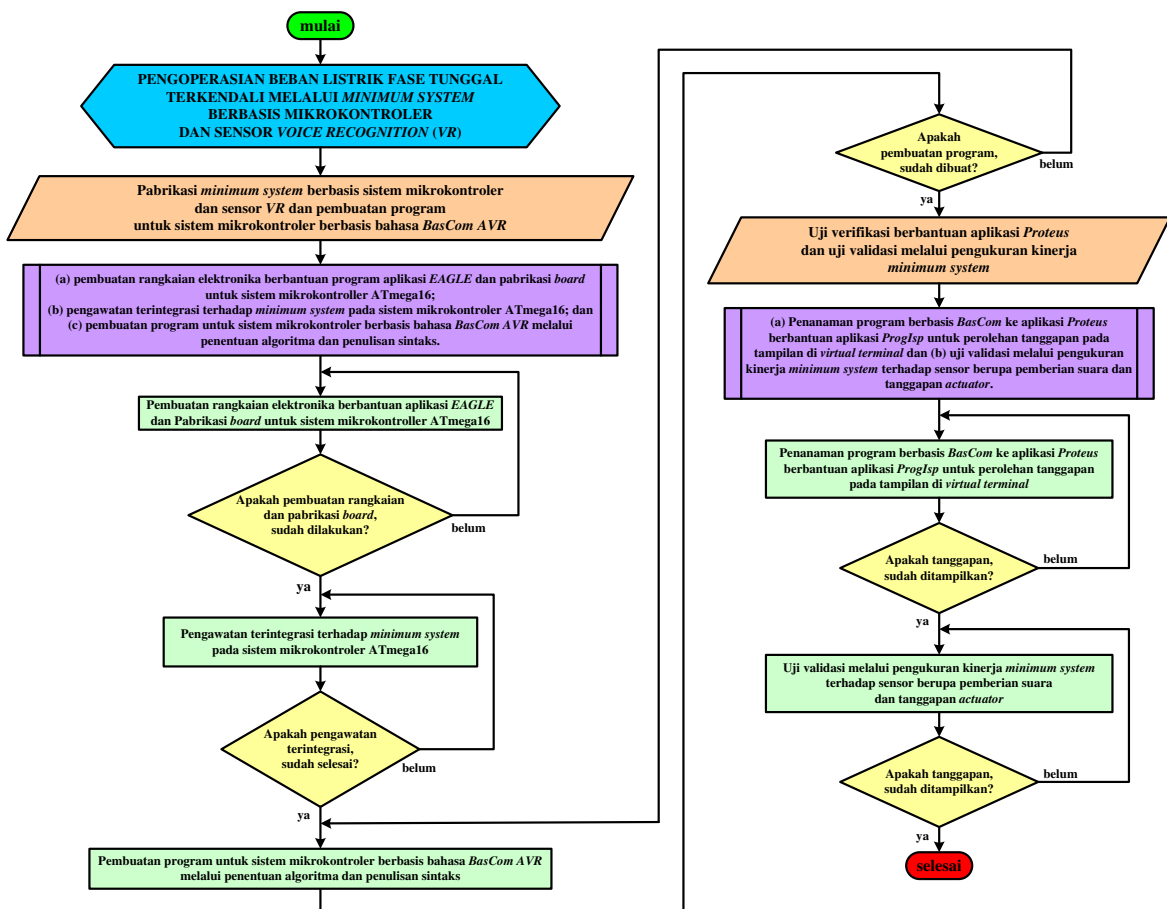 mulai
PENGOPERASIAN BEBAN LISTRIK FASE TUNGGAL
TERKENDALI MELALUI MINIMUM SYSTEM
BERBASIS MIKROKONTROLER
DAN SENSOR VOICE RECOGNITION (VR)
Pabrikasi minimum system berbasis sistem mikrokontroler
dan sensor VR dan pembuatan program
untuk sistem mikrokontroler berbasis bahasa BasCom AVR
(a) pembuatan rangkaian elektronika berbantuan program aplikasi EAGLE dan pabrikasi board
untuk sistem mikrokontroller ATmega16;
(b) pengawatan terintegrasi terhadap minimum system pada sistem mikrokontroler ATmega16; dan
(c) pembuatan program untuk sistem mikrokontroler berbasis bahasa BasCom AVR melalui
penentuan algoritma dan penulisan sintaks.
Pembuatan rangkaian elektronika berbantuan aplikasi EAGLE
dan Pabrikasi board untuk sistem mikrokontroller ATmega16
Apakah pembuatan rangkaian
dan pabrikasi board,
sudah dilakukan?
belum
ya
Pengawatan terintegrasi terhadap minimum system
pada sistem mikrokontroler ATmega16
Apakah pengawatan
terintegrasi,
sudah selesai?
belum
ya
Pembuatan program untuk sistem mikrokontroler berbasis bahasa BasCom AVR
melalui penentuan algoritma dan penulisan sintaks
Apakah
pembuatan program,
sudah dibuat?
belum
ya
Uji verifikasi berbantuan aplikasi Proteus
dan uji validasi melalui pengukuran kinerja
minimum system
(a) Penanaman program berbasis BasCom ke aplikasi Proteus
berbantuan aplikasi ProgIsp untuk perolehan tanggapan pada
tampilan di virtual terminal dan (b) uji validasi melalui pengukuran
kinerja minimum system terhadap sensor berupa pemberian suara dan
tanggapan actuator.
Penanaman program berbasis BasCom ke aplikasi Proteus
berbantuan aplikasi ProgIsp untuk perolehan tanggapan
pada tampilan di virtual terminal
Apakah tanggapan,
sudah ditampilkan?
belum
ya
Uji validasi melalui pengukuran kinerja minimum system
terhadap sensor berupa pemberian suara
dan tanggapan actuator
Apakah tanggapan,
sudah ditampilkan?
belum
ya
selesai